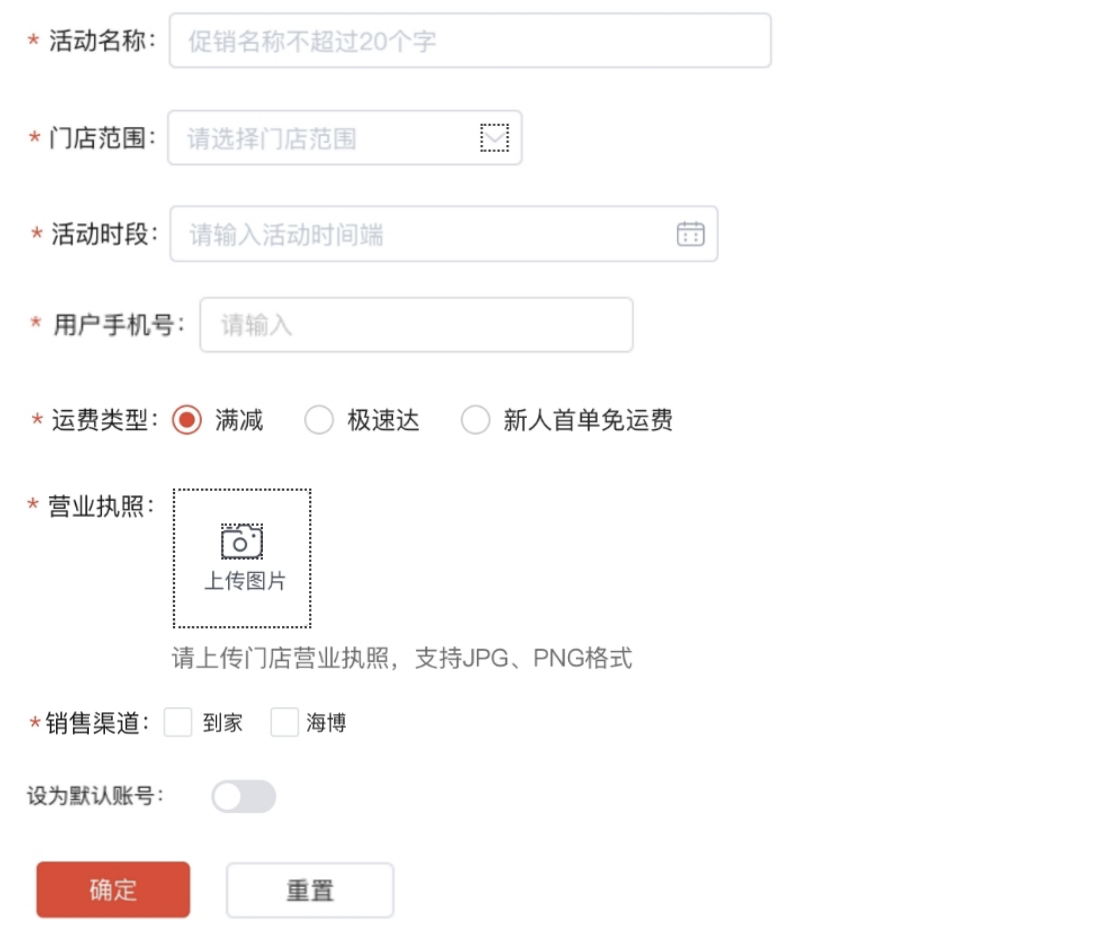 * 活动名称： 促销名称不超过20个字
* 门店范围： 请选择门店范围
* 活动时段： 请输入活动时间端
* 用户手机号： 请输入
* 运费类型： 满减 极速达 新人首单免运费
* 营业执照：
上传图片
请上传门店营业执照，支持JPG、PNG格式
*销售渠道： 到家 海博
设为默认账号：
确定 重置